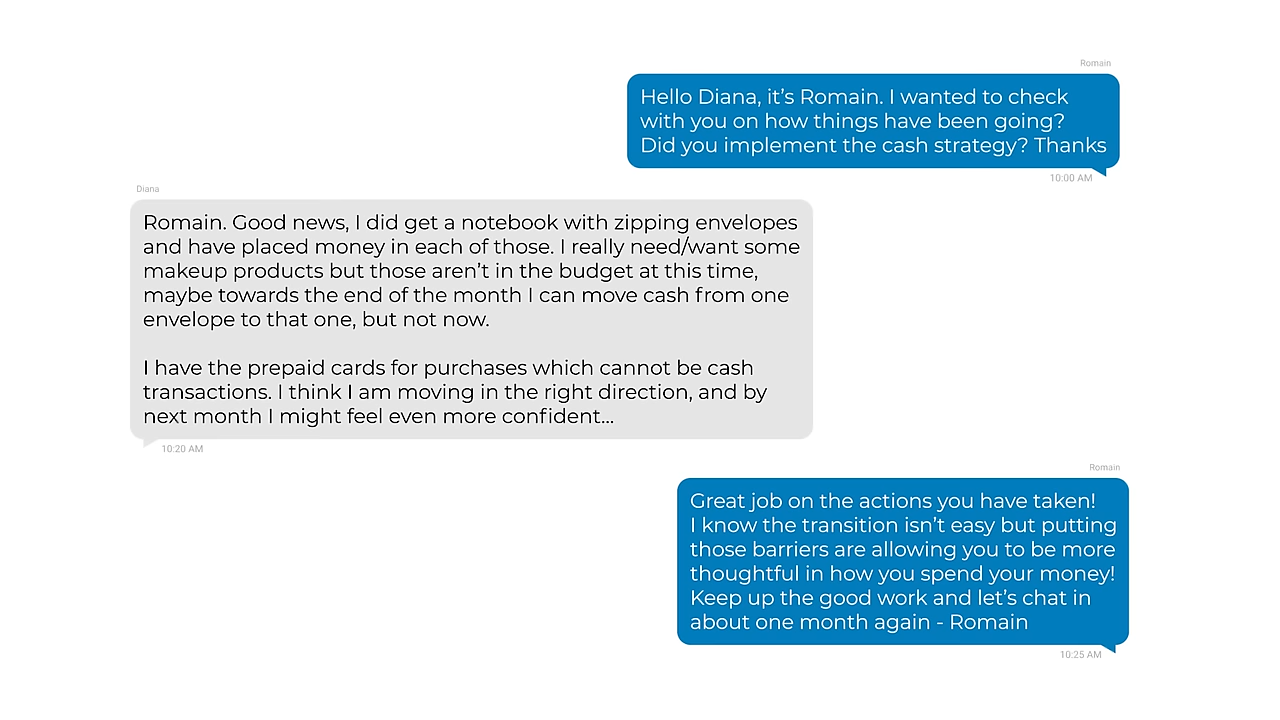 Romain
Hello Diana, it’s Romain. I wanted to check
with you on how things have been going?
Did you implement the cash strategy? Thanks
10:00 AM
Diana
Romain. Good news, I did get a notebook with zipping envelopes
and have placed money in each of those. I really need/want some
makeup products but those aren’t in the budget at this time,
maybe towards the end of the month I can move cash from one
envelope to that one, but not now.
I have the prepaid cards for purchases which cannot be cash
transactions. I think I am moving in the right direction, and by
next month I might feel even more confident...
10:20 AM
Romain
Great job on the actions you have taken!
I know the transition isn’t easy but putting
those barriers are allowing you to be more
thoughtful in how you spend your money!
Keep up the good work and let’s chat in
about one month again - Romain
10:25 AM